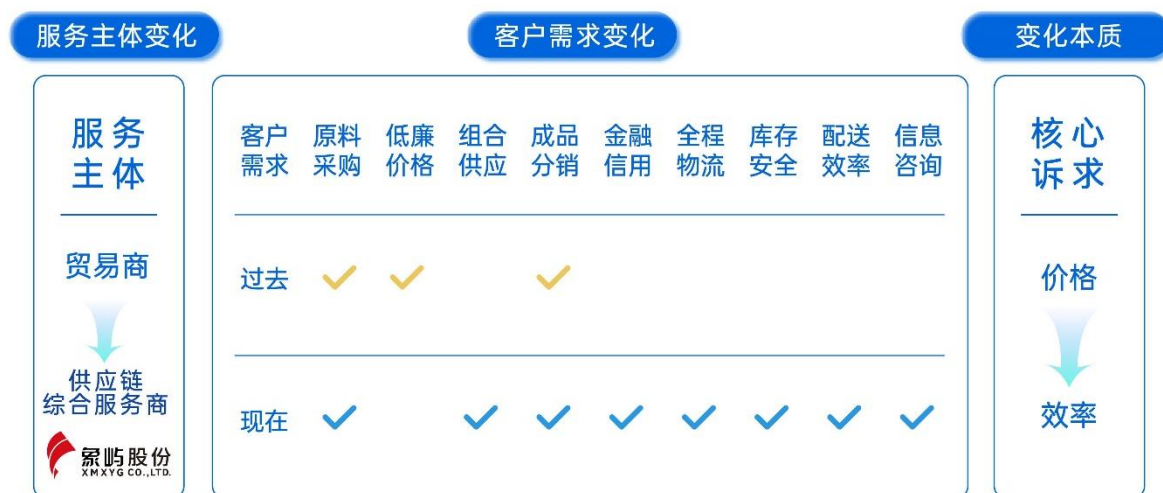 服务主体变化
客户需求变化
变化本质
服务
主体
贸易商
供应链
综合服务商
象屿股份
XMXYG CO.,LTD.
客户
需求
原料
采购
低廉
价格
组合
供应
成品
分销
金融
信用
全程
物流
库存
安全
配送
效率
信息
咨询
过去
现在
核心
诉求
价格
效率